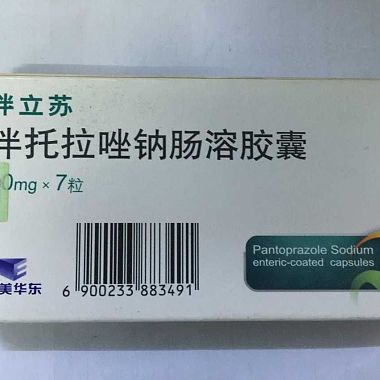 泮立苏
泮托拉唑钠肠溶胶囊
0mg × 7粒
Pantoprazole Sodium
enteric-coated capsules
美华东
6 900233 883491